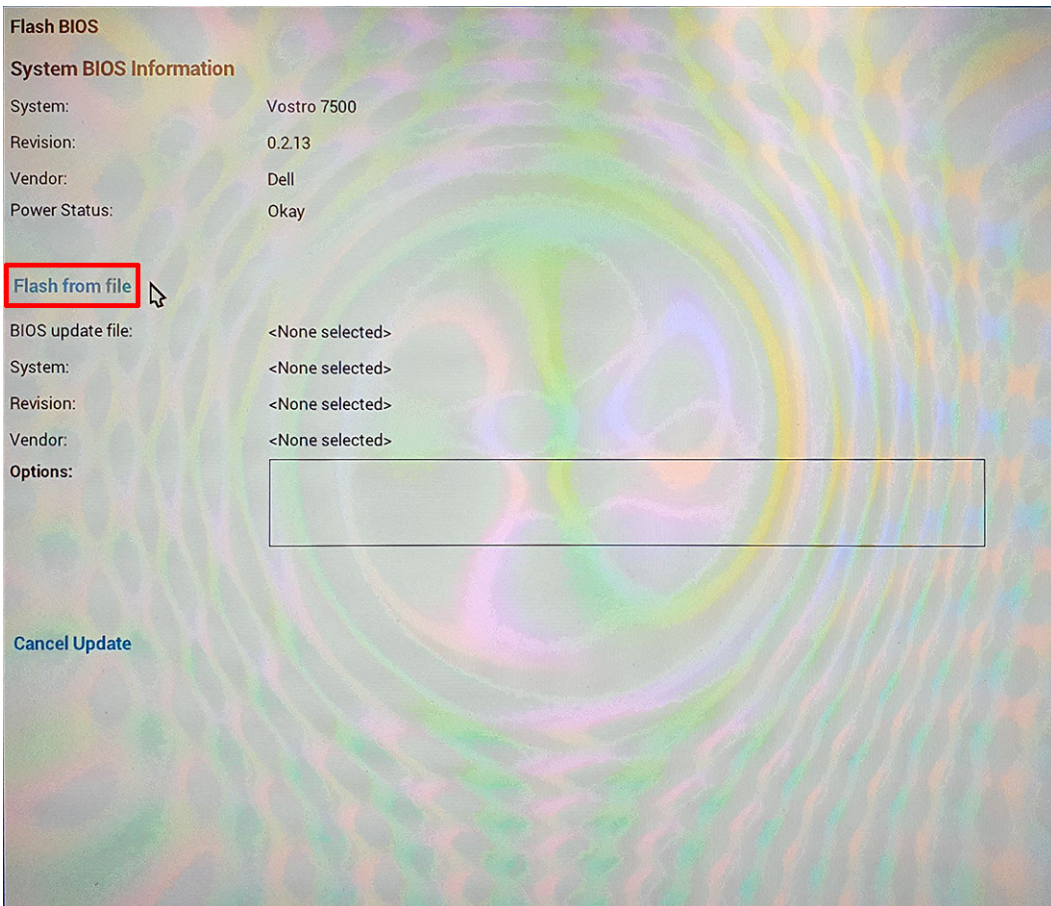 Flash BIOS
System BIOS Information
System: Vostro 7500
Revision: 0.2.13
Vendor: Dell
Power Status: Okay
Flash from file
BIOS update file: <None selected>
System: <None selected>
Revision: <None selected>
Vendor: <None selected>
Options:
Cancel Update